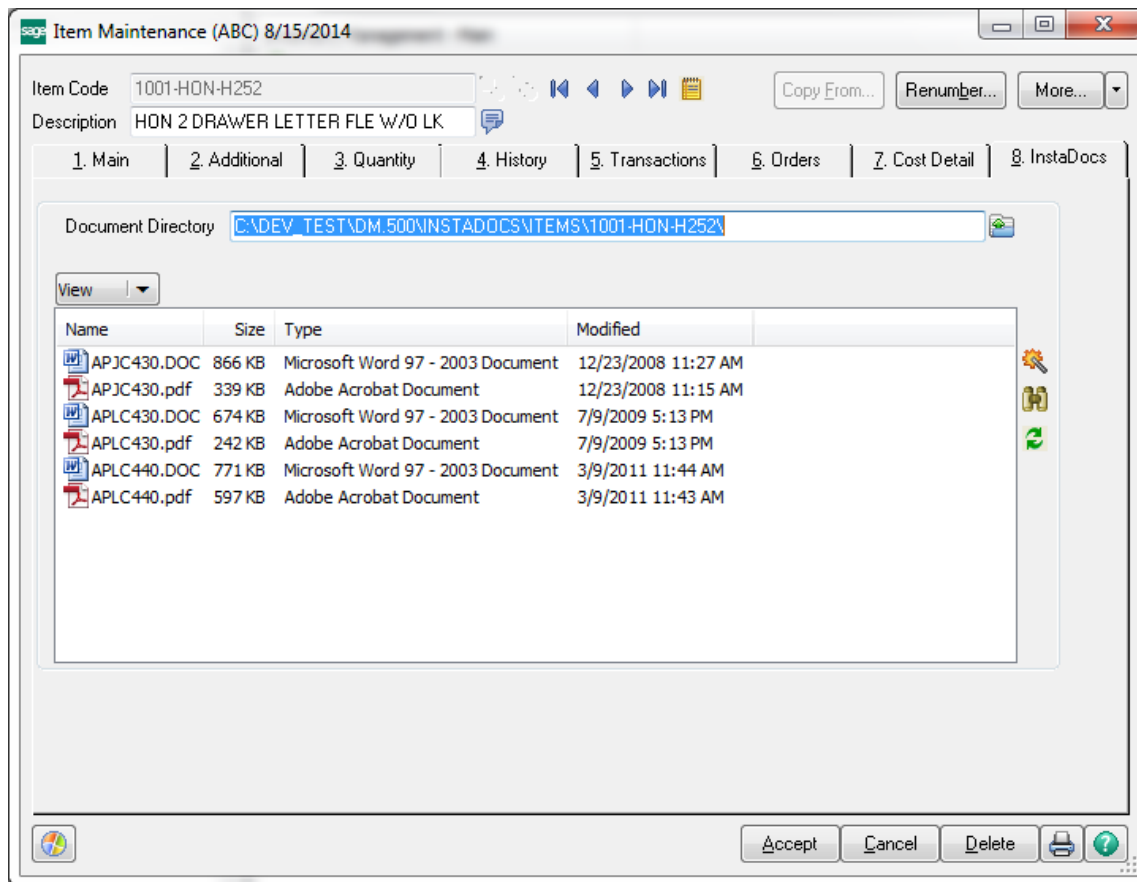 sage Item Maintenance (ABC) 8/15/2014
Item Code 1001-HON-H252 Copy From... Renumber... More...
Description HON 2 DRAWER LETTER FLE W/O LK
1. Main 2. Additional 3. Quantity 4. History 5. Transactions 6. Orders 7. Cost Detail 8. InstaDocs
Document Directory C:\DEV_TEST\DM.500\INSTADOCS\ITEMS\1001-HON-H252\
View
Name Size Type Modified
APJC430.DOC 866 KB Microsoft Word 97 - 2003 Document 12/23/2008 11:27 AM
APJC430.pdf 339 KB Adobe Acrobat Document 12/23/2008 11:15 AM
APLC430.DOC 674 KB Microsoft Word 97 - 2003 Document 7/9/2009 5:13 PM
APLC430.pdf 242 KB Adobe Acrobat Document 7/9/2009 5:13 PM
APLC440.DOC 771 KB Microsoft Word 97 - 2003 Document 3/9/2011 11:44 AM
APLC440.pdf 597 KB Adobe Acrobat Document 3/9/2011 11:43 AM
Accept Cancel Delete